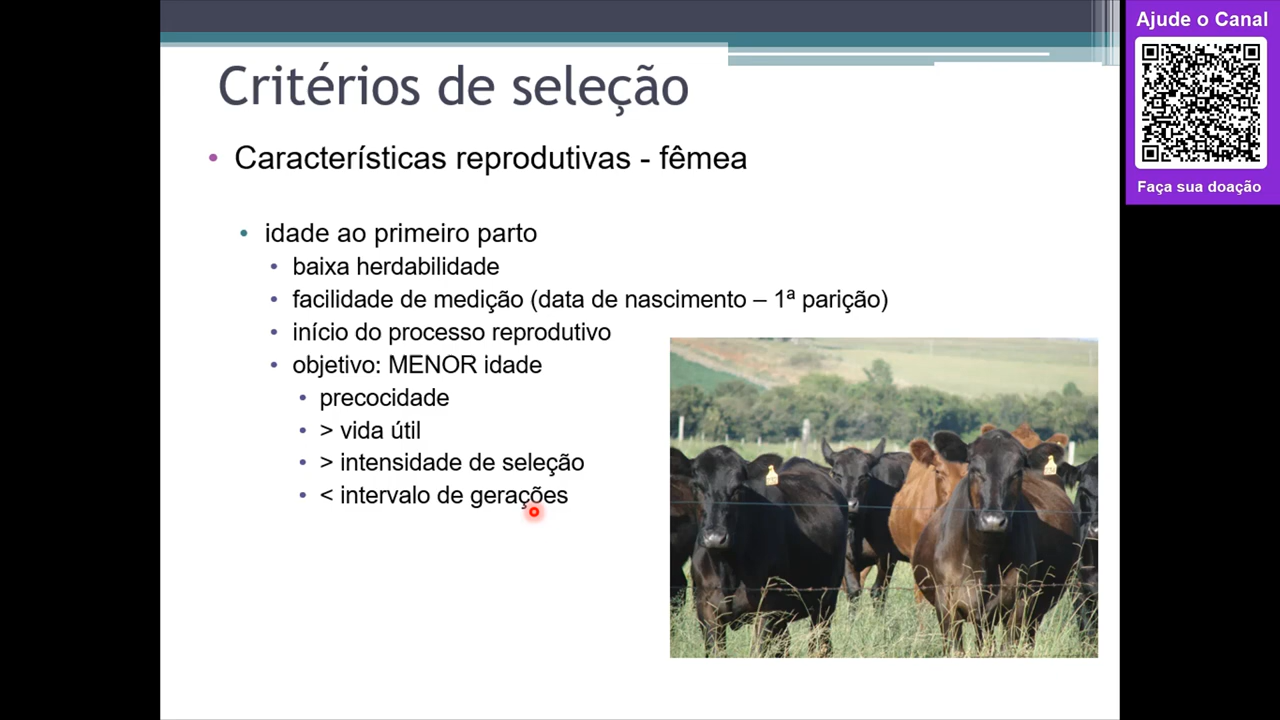 Critérios de seleção
• Características reprodutivas - fêmea
• idade ao primeiro parto
• baixa herdabilidade
• facilidade de medição (data de nascimento – 1ª parição)
• início do processo reprodutivo
• objetivo: MENOR idade
• precocidade
• > vida útil
• > intensidade de seleção
• < intervalo de gerações
Ajude o Canal
Faça sua doação